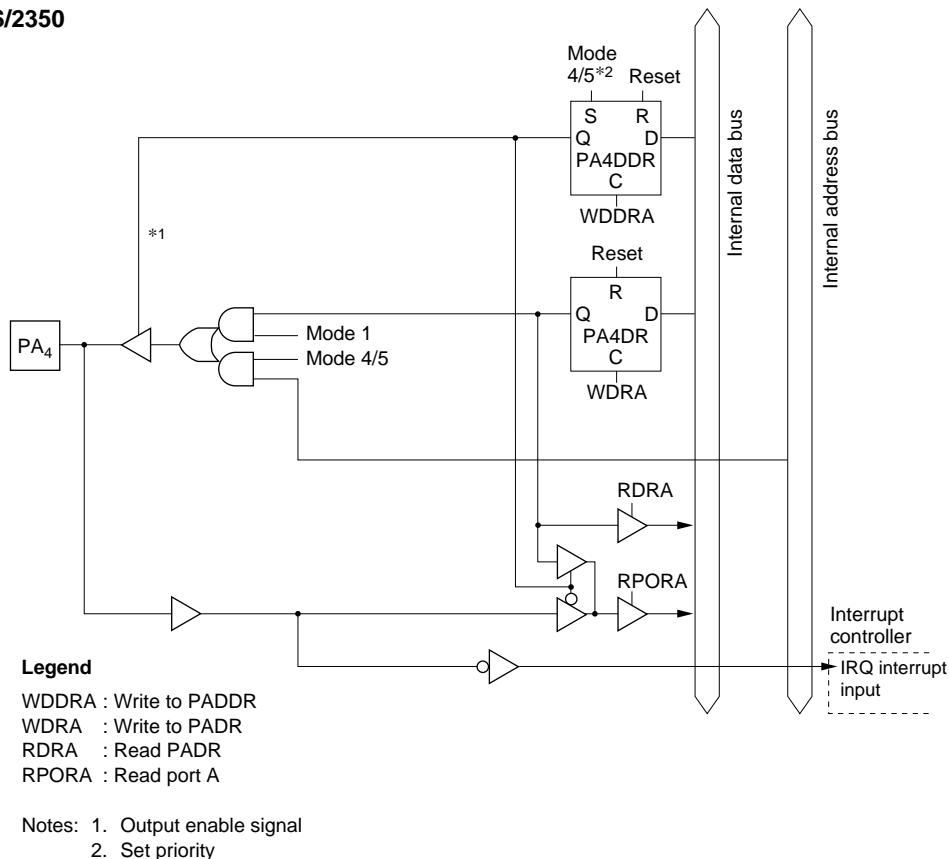 S/2350
Mode
4/5*2 Reset
S R
Q D
PA4DDR
C
WDDRA
*1
Reset
R
Q D
PA4DR
C
WDRA
PA4
Mode 1
Mode 4/5
Internal data bus
Internal address bus
RDRA
RPORA
Interrupt
controller
IRQ interrupt
input
Legend
WDDRA : Write to PADDR
WDRA : Write to PADR
RDRA : Read PADR
RPORA : Read port A
Notes: 1. Output enable signal
2. Set priority